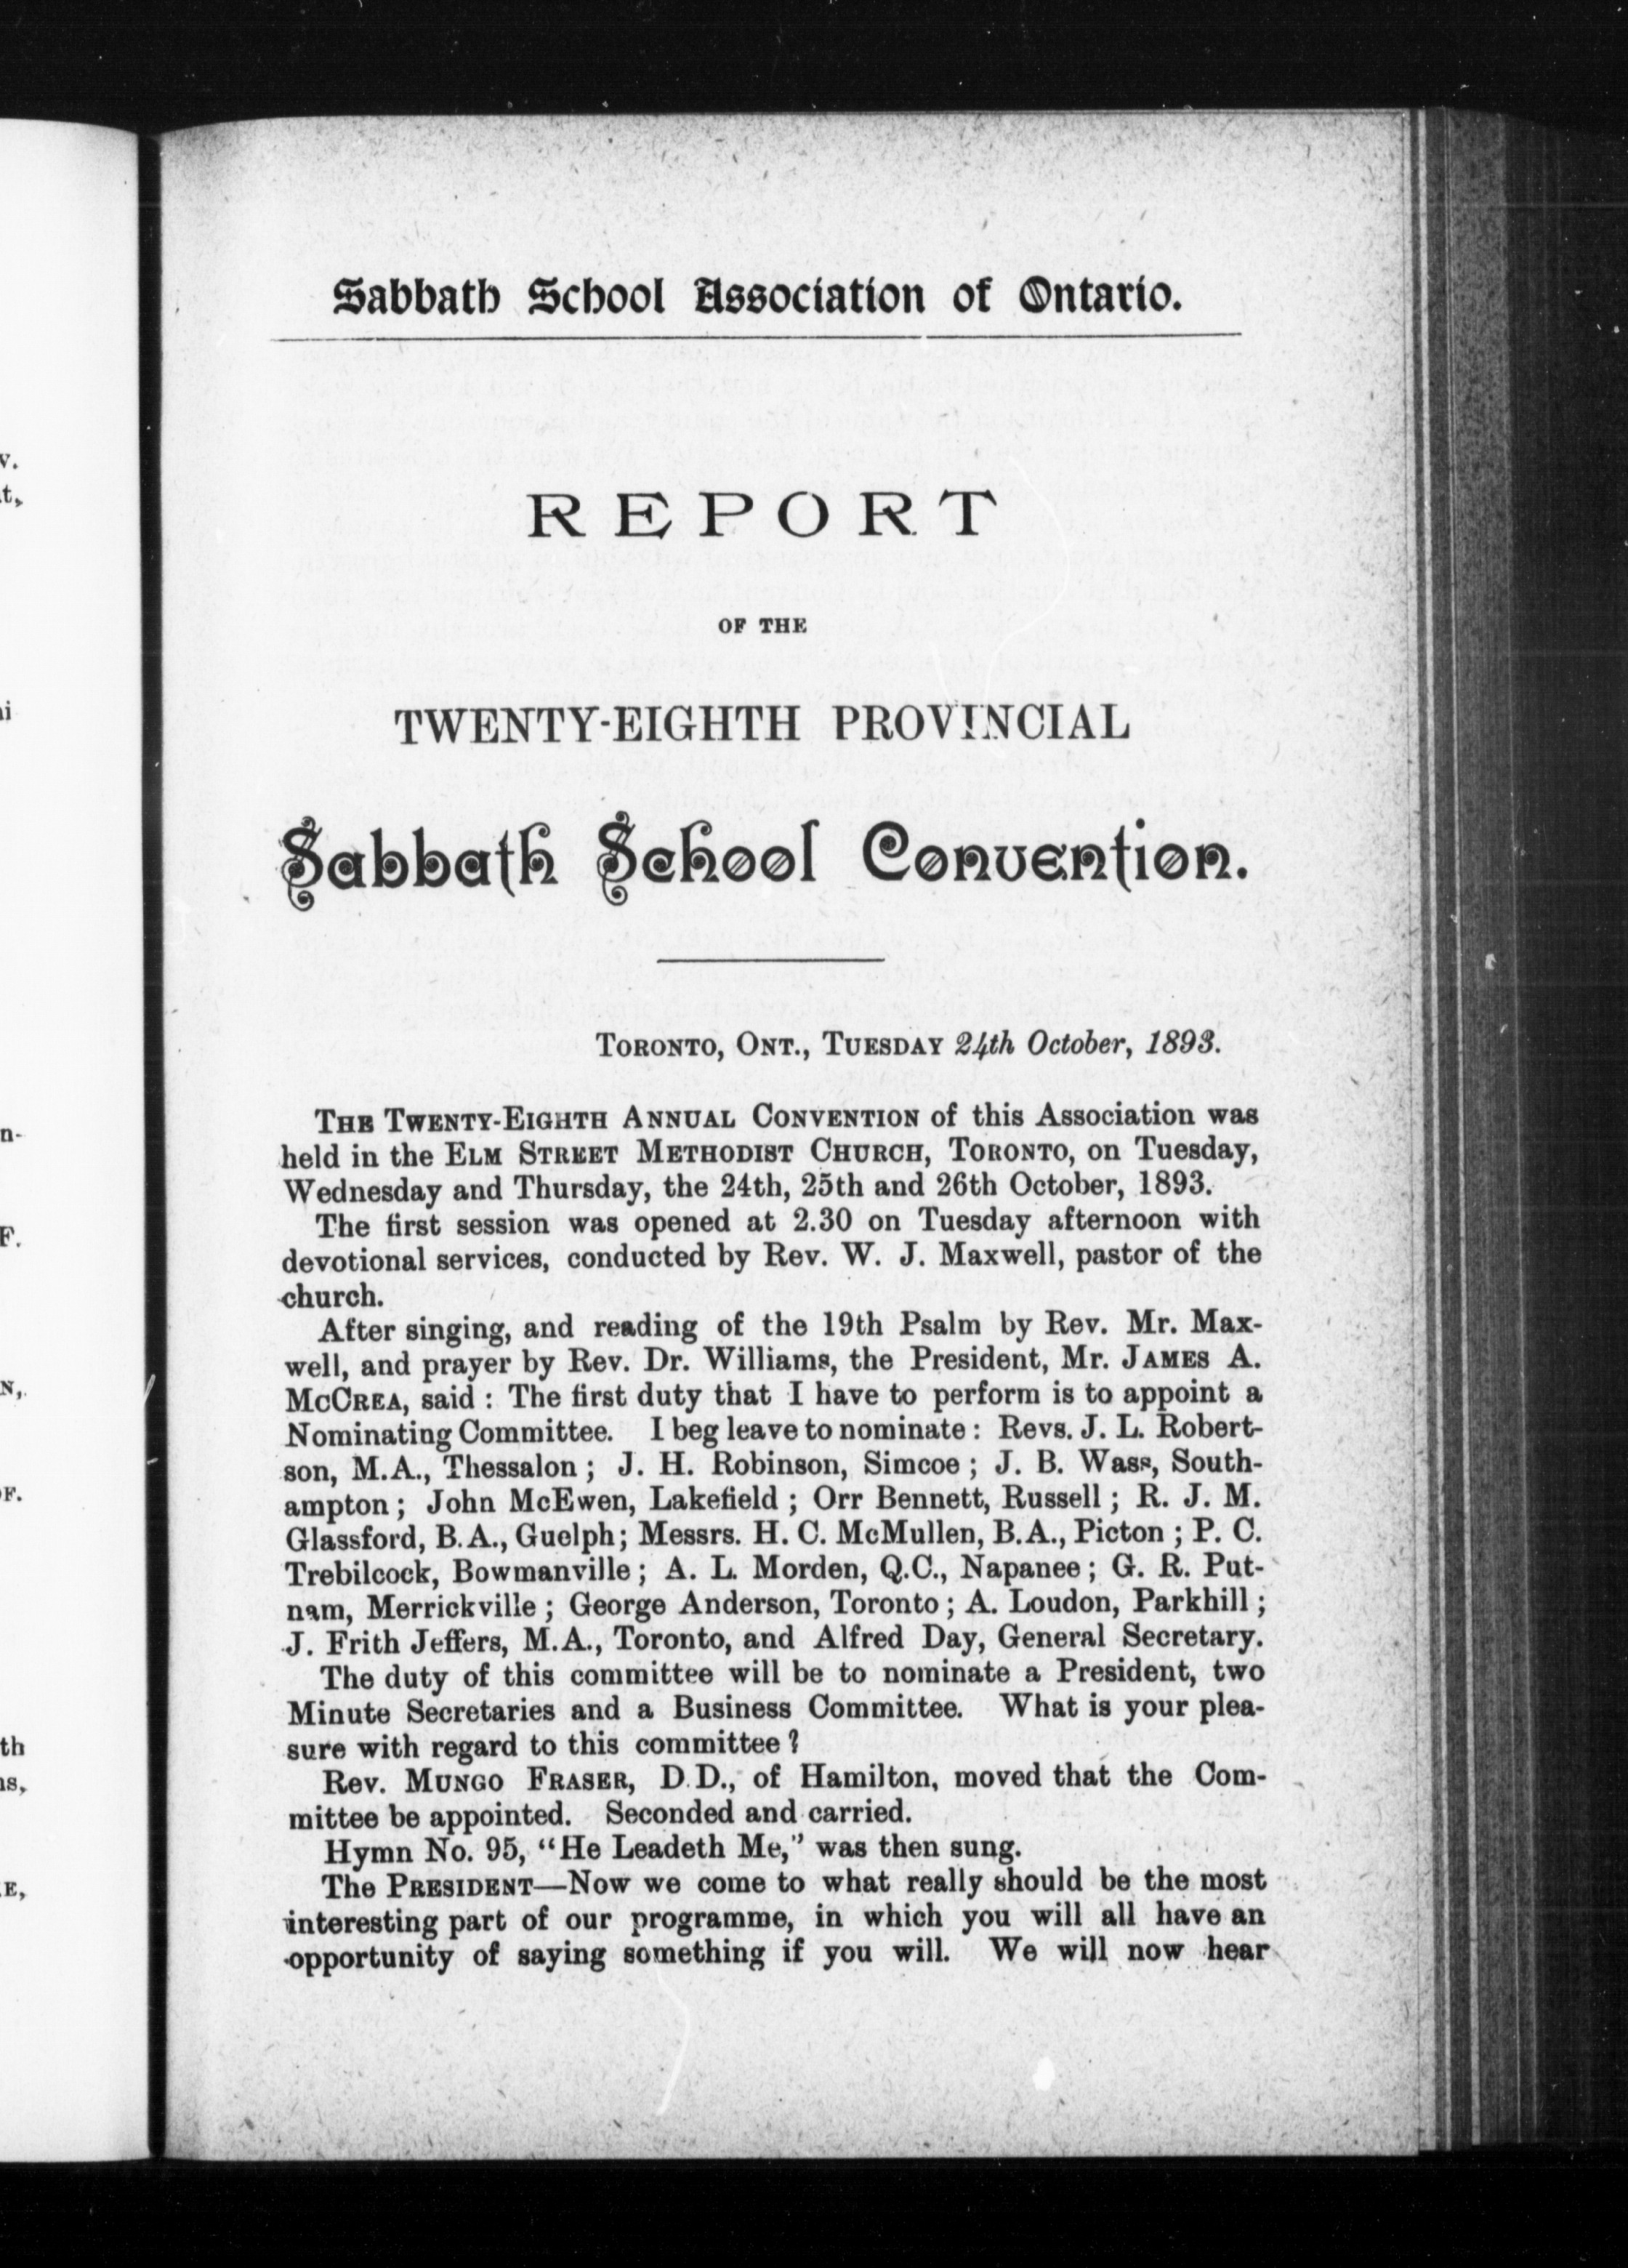 Sabbath School Association of Ontario.
REPORT
OF THE
TWENTY-EIGHTH PROVINCIAL
Sabbath School Convention.
TORONTO, ONT., TUESDAY 24th October, 1893.
THE TWENTY-EIGHTH ANNUAL CONVENTION of this Association was
held in the ELM STREET METHODIST CHURCH, TORONTO, on Tuesday,
Wednesday and Thursday, the 24th, 25th and 26th October, 1893.
The first session was opened at 2.30 on Tuesday afternoon with
devotional services, conducted by Rev. W. J. Maxwell, pastor of the
church.
After singing, and reading of the 19th Psalm by Rev. Mr. Max-
well, and prayer by Rev. Dr. Williams, the President, Mr. JAMES A.
MCCREA, said : The first duty that I have to perform is to appoint a
Nominating Committee. I beg leave to nominate : Revs. J. L. Robert-
son, M.A., Thessalon ; J. H. Robinson, Simcoe ; J. B. Wass, South-
ampton ; John McEwen, Lakefield ; Orr Bennett, Russell ; R. J. M.
Glassford, B.A., Guelph ; Messrs. H. C. McMullen, B.A., Picton ; P. C.
Trebilcock, Bowmanville ; A. L. Morden, Q.C., Napanee ; G. R. Put-
nam, Merrickville ; George Anderson, Toronto ; A. Loudon, Parkhill ;
J. Frith Jeffers, M.A., Toronto, and Alfred Day, General Secretary.
The duty of this committee will be to nominate a President, two
Minute Secretaries and a Business Committee. What is your plea-
sure with regard to this committee ?
Rev. MUNGO FRASER, D.D., of Hamilton, moved that the Com-
mittee be appointed. Seconded and carried.
Hymn No. 95, "He Leadeth Me," was then sung.
The PRESIDENT—Now we come to what really should be the most
interesting part of our programme, in which you will all have an
opportunity of saying something if you will. We will now hear